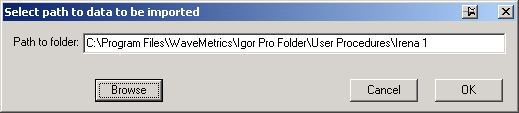 Select path to data to be imported
Path to folder: C:\Program Files\WaveMetrics\Igor Pro Folder\User Procedures\Irena 1
Browse Cancel OK